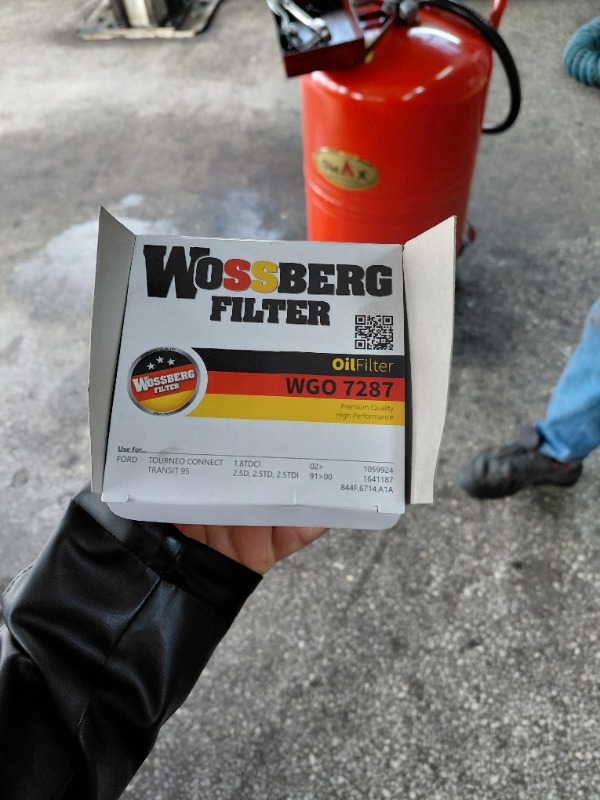 WOSSBERG
FILTER
OilFilter
WGO 7287
Premium Quality
High Performance
WOSSBERG
FILTER
Use for...
FORD TOURNEO CONNECT 1.8TDCI 02> 1059924
TRANSIT 95 2.5D, 2.5TD, 2.5TDI 91>00 1641187
844F.6714.A1A